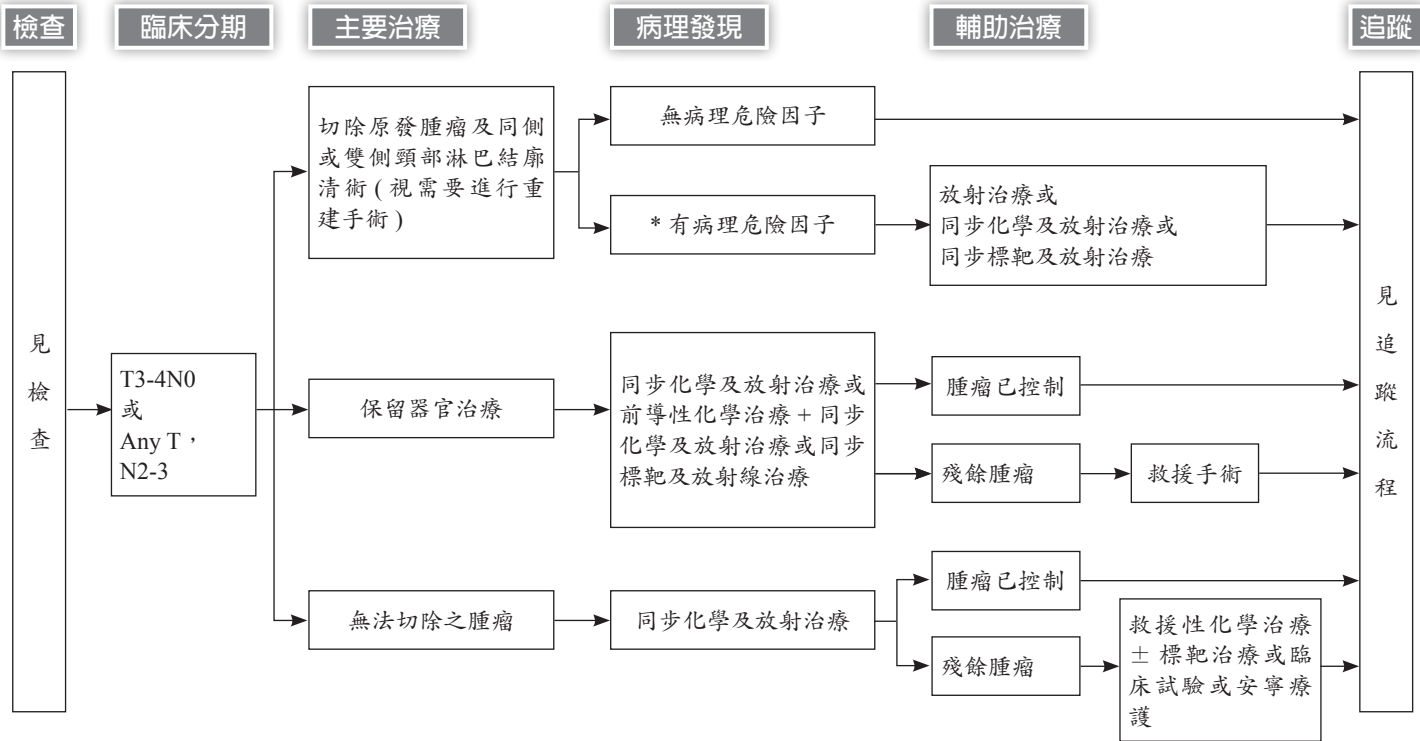 檢查
臨床分期
主要治療
病理發現
輔助治療
追蹤
見檢查
T3-4N0
或
Any T，
N2-3
切除原發腫瘤及同側
或雙側頸部淋巴結廓
清術(視需要進行重
建手術)
無病理危險因子
*有病理危險因子
放射治療或
同步化學及放射治療或
同步標靶及放射治療
保留器官治療
同步化學及放射治療或
前導性化學治療+同步
化學及放射治療或同步
標靶及放射線治療
腫瘤已控制
殘餘腫瘤
救援手術
無法切除之腫瘤
同步化學及放射治療
腫瘤已控制
殘餘腫瘤
救援性化學治療
±標靶治療或臨
床試驗或安寧療
護
見追蹤流程